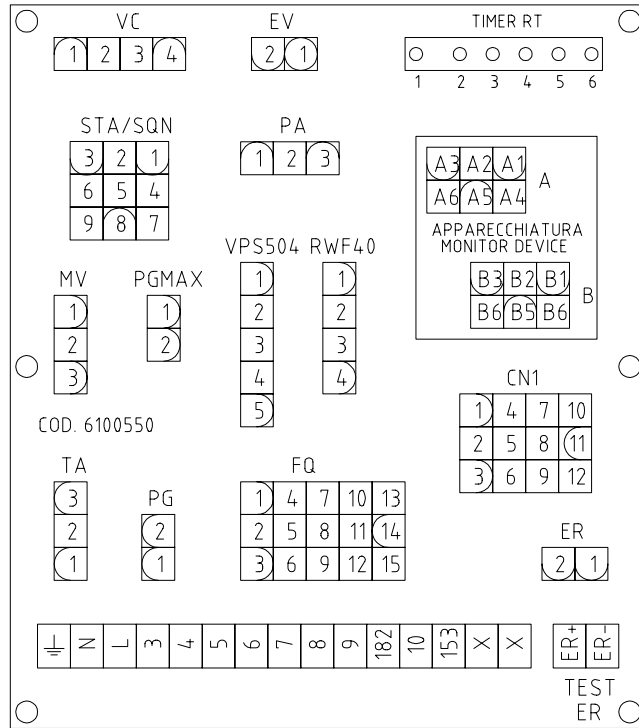 VC EV TIMER RT
1 2 3 4 2 1
1 2 3 4 5 6
STA/SQN PA
3 2 1 1 2 3
6 5 4
9 8 7
A3 A2 A1
A6 A5 A4 A
APPARECCHIATURA
MONITOR DEVICE
B3 B2 B1
B6 B5 B6 B
VPS504 RWF40
1 1
2 2
3 3
4 4
5
MV PGMAX
1 1
2 2
3
CN1
1 4 7 10
2 5 8 11
3 6 9 12
COD. 6100550
TA PG FQ
3
2 2
1 1
1 4 7 10 13
2 5 8 11 14
3 6 9 12 15
ER
2 1
N L 3 4 5 6 7 8 9 182 10 153 X X ER+ ER-
TEST
ER